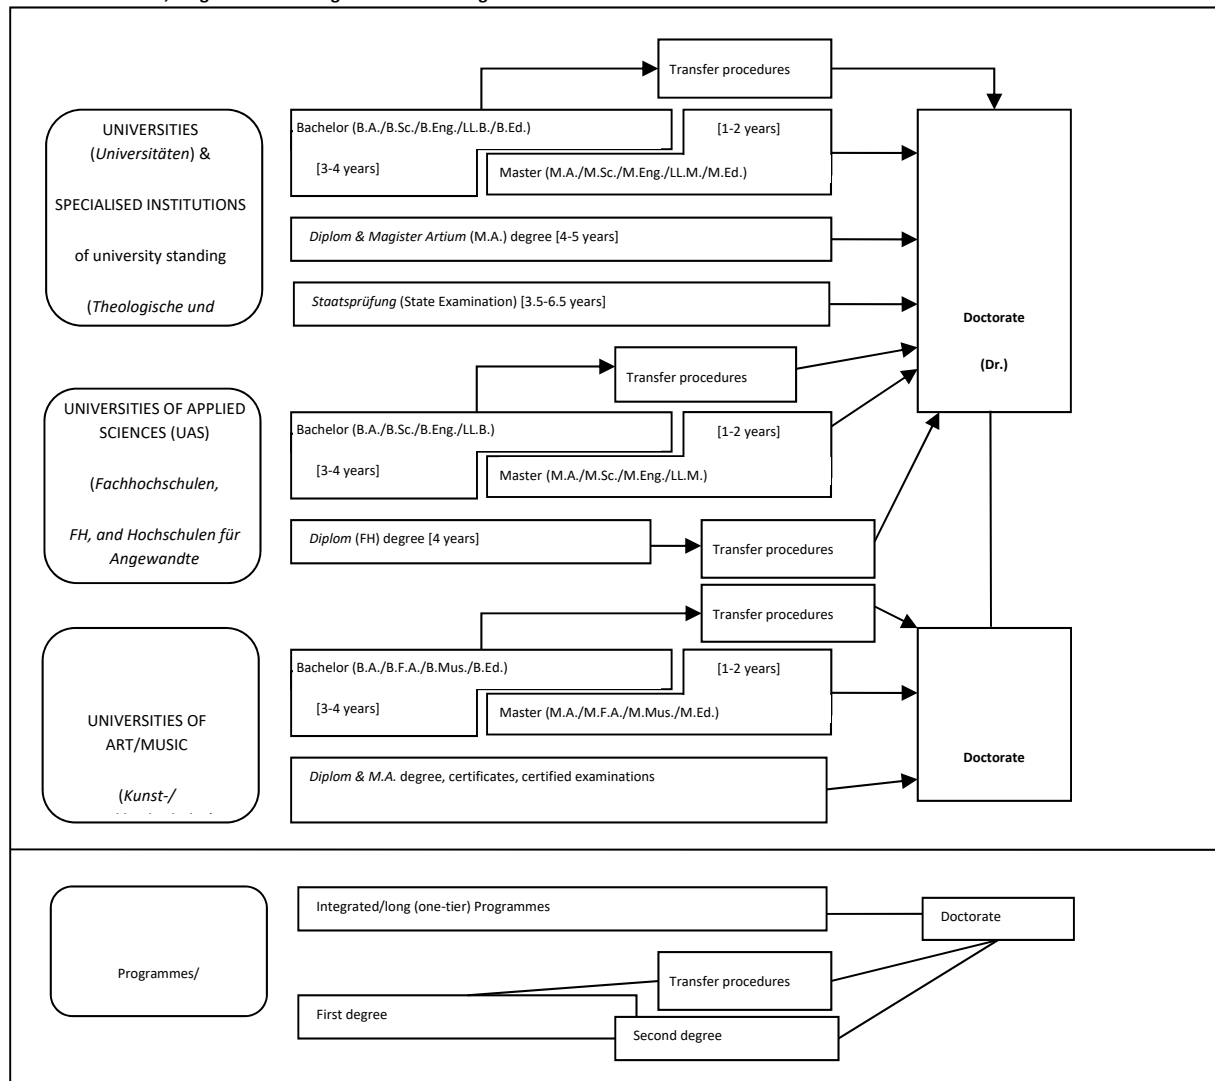 Transfer procedures
UNIVERSITIES
(Universitäten) &
SPECIALISED INSTITUTIONS
of university standing
(Theologische und
Bachelor (B.A./B.Sc./B.Eng./LL.B./B.Ed.)
[3-4 years]
[1-2 years]
Master (M.A./M.Sc./M.Eng./LL.M./M.Ed.)
Diplom & Magister Artium (M.A.) degree [4-5 years]
Staatsprüfung (State Examination) [3.5-6.5 years]
Doctorate
(Dr.)
Transfer procedures
UNIVERSITIES OF APPLIED
SCIENCES (UAS)
(Fachhochschulen,
FH, and Hochschulen für
Angewandte
Bachelor (B.A./B.Sc./B.Eng./LL.B.)
[3-4 years]
[1-2 years]
Master (M.A./M.Sc./M.Eng./LL.M.)
Diplom (FH) degree [4 years]
Transfer procedures
Transfer procedures
UNIVERSITIES OF
ART/MUSIC
(Kunst-/
Bachelor (B.A./B.F.A./B.Mus./B.Ed.)
[3-4 years]
[1-2 years]
Master (M.A./M.F.A./M.Mus./M.Ed.)
Diplom & M.A. degree, certificates, certified examinations
Doctorate
Programmes/
Integrated/long (one-tier) Programmes
Doctorate
Transfer procedures
First degree
Second degree